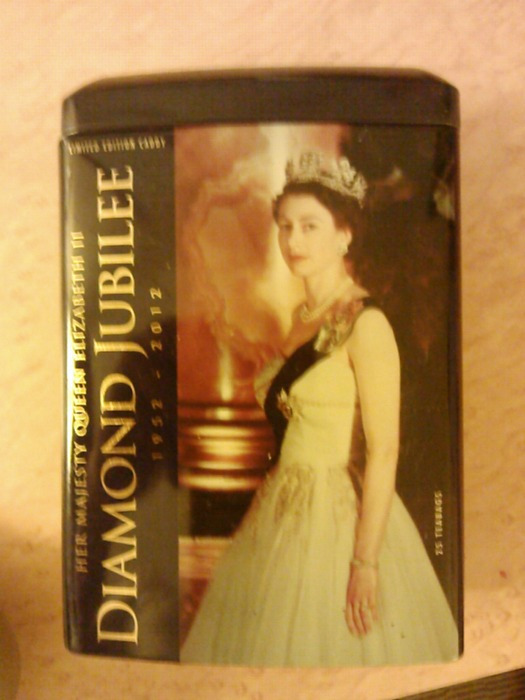 LIMITED EDITION CADDY
HER MAJESTY QUEEN ELIZABETH II
DIAMOND JUBILEE
1952 - 2012
25 TEABAGS